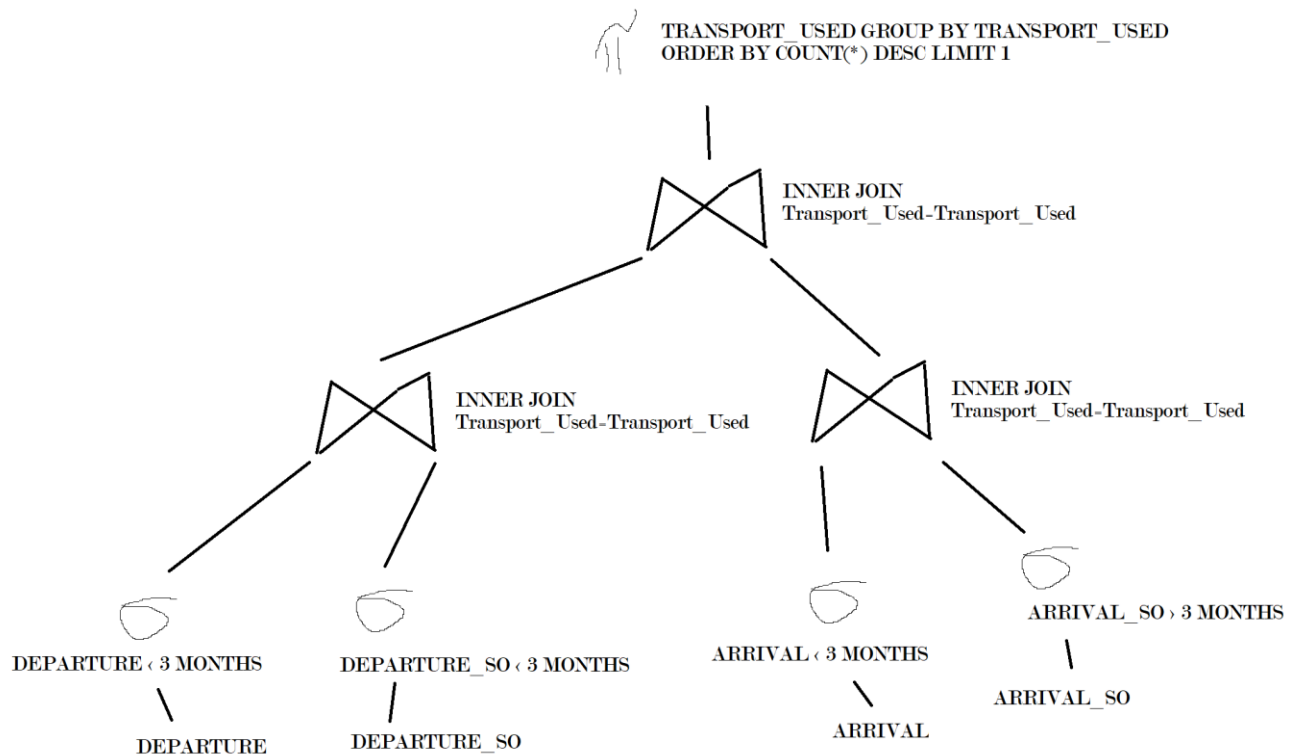 π TRANSPORT_USED GROUP BY TRANSPORT_USED
ORDER BY COUNT(*) DESC LIMIT 1
INNER JOIN
Transport_Used=Transport_Used
INNER JOIN
Transport_Used=Transport_Used
INNER JOIN
Transport_Used=Transport_Used
σ
σ
σ
σ
DEPARTURE < 3 MONTHS
DEPARTURE_SO < 3 MONTHS
ARRIVAL < 3 MONTHS
ARRIVAL_SO > 3 MONTHS
DEPARTURE
DEPARTURE_SO
ARRIVAL
ARRIVAL_SO